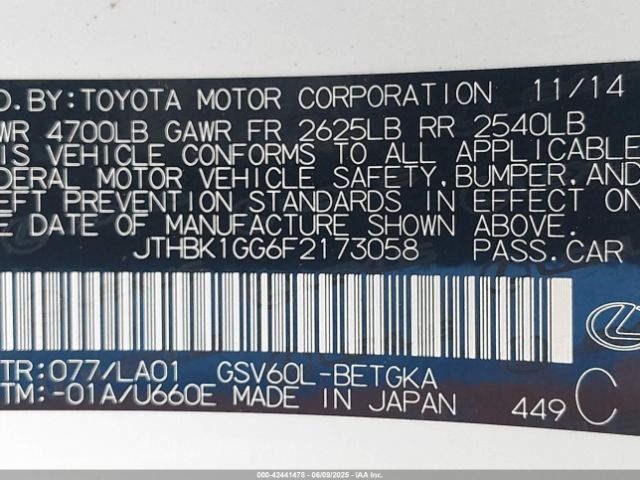 D. BY: TOYOTA MOTOR CORPORATION 11/14
WR 4700LB GAWR FR 2625LB RR 2540LB
IS VEHICLE CONFORMS TO ALL APPLICABLE
DERAL MOTOR VEHICLE SAFETY, BUMPER, AND
EFT PREVENTION STANDARDS IN EFFECT ON
E DATE OF MANUFACTURE SHOWN ABOVE.
JTHBK1GG6F2173058 PASS. CAR
TR: 077/LA01 GSV60L-BETGKA
TM: -01A/U660E MADE IN JAPAN 449 C
000-42441478 - 06/09/2025 - IAA Inc.